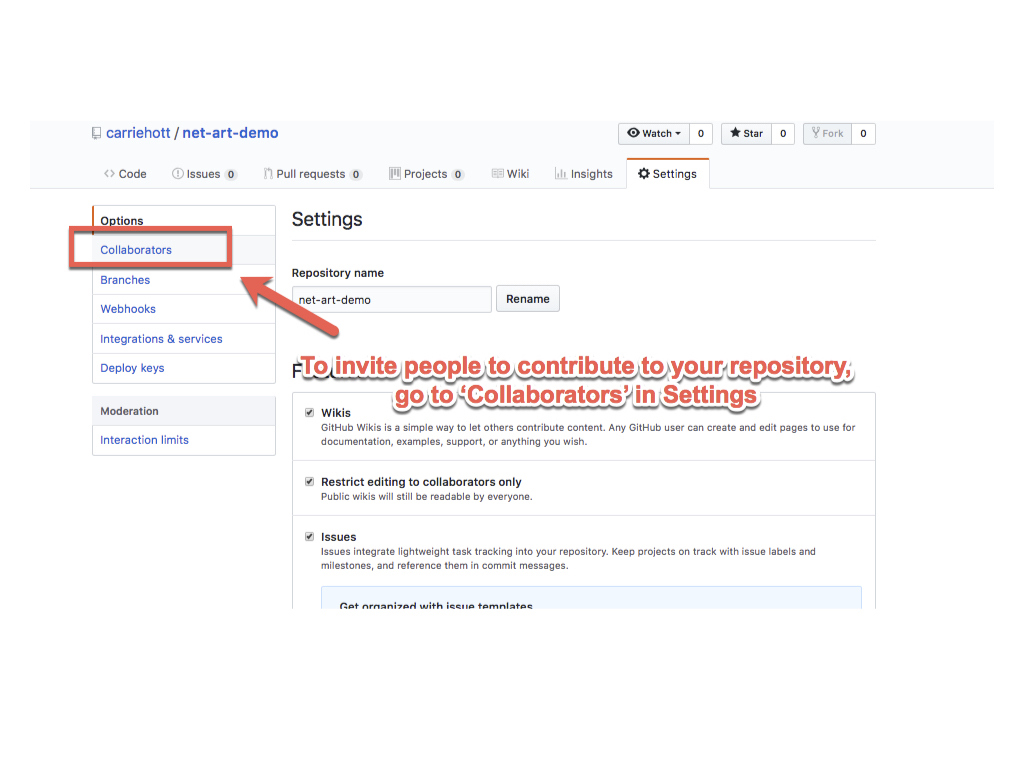 carriehott / net-art-demo
Watch 0 Star 0 Fork 0
Code Issues 0 Pull requests 0 Projects 0 Wiki Insights Settings
Options
Collaborators
Branches
Webhooks
Integrations & services
Deploy keys
Moderation
Interaction limits
Settings
Repository name
net-art-demo Rename
To invite people to contribute to your repository,
go to ‘Collaborators’ in Settings
Wikis
GitHub Wikis is a simple way to let others contribute content. Any GitHub user can create and edit pages to use for
documentation, examples, support, or anything you wish.
Restrict editing to collaborators only
Public wikis will still be readable by everyone.
Issues
Issues integrate lightweight task tracking into your repository. Keep projects on track with issue labels and
milestones, and reference them in commit messages.
Get organized with issue templates